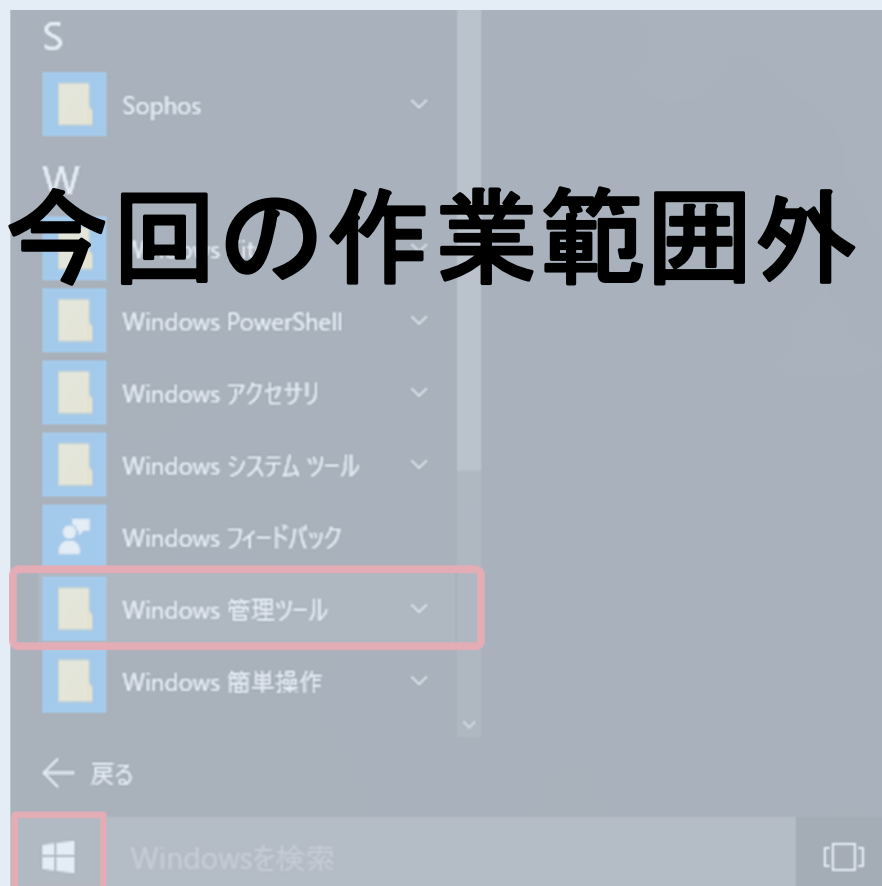 S
Sophos
W
今回の作業範囲外
Windows PowerShell
Windows アクセサリ
Windows システム ツール
Windows フィードバック
Windows 管理ツール
Windows 簡単操作
戻る
Windowsを検索